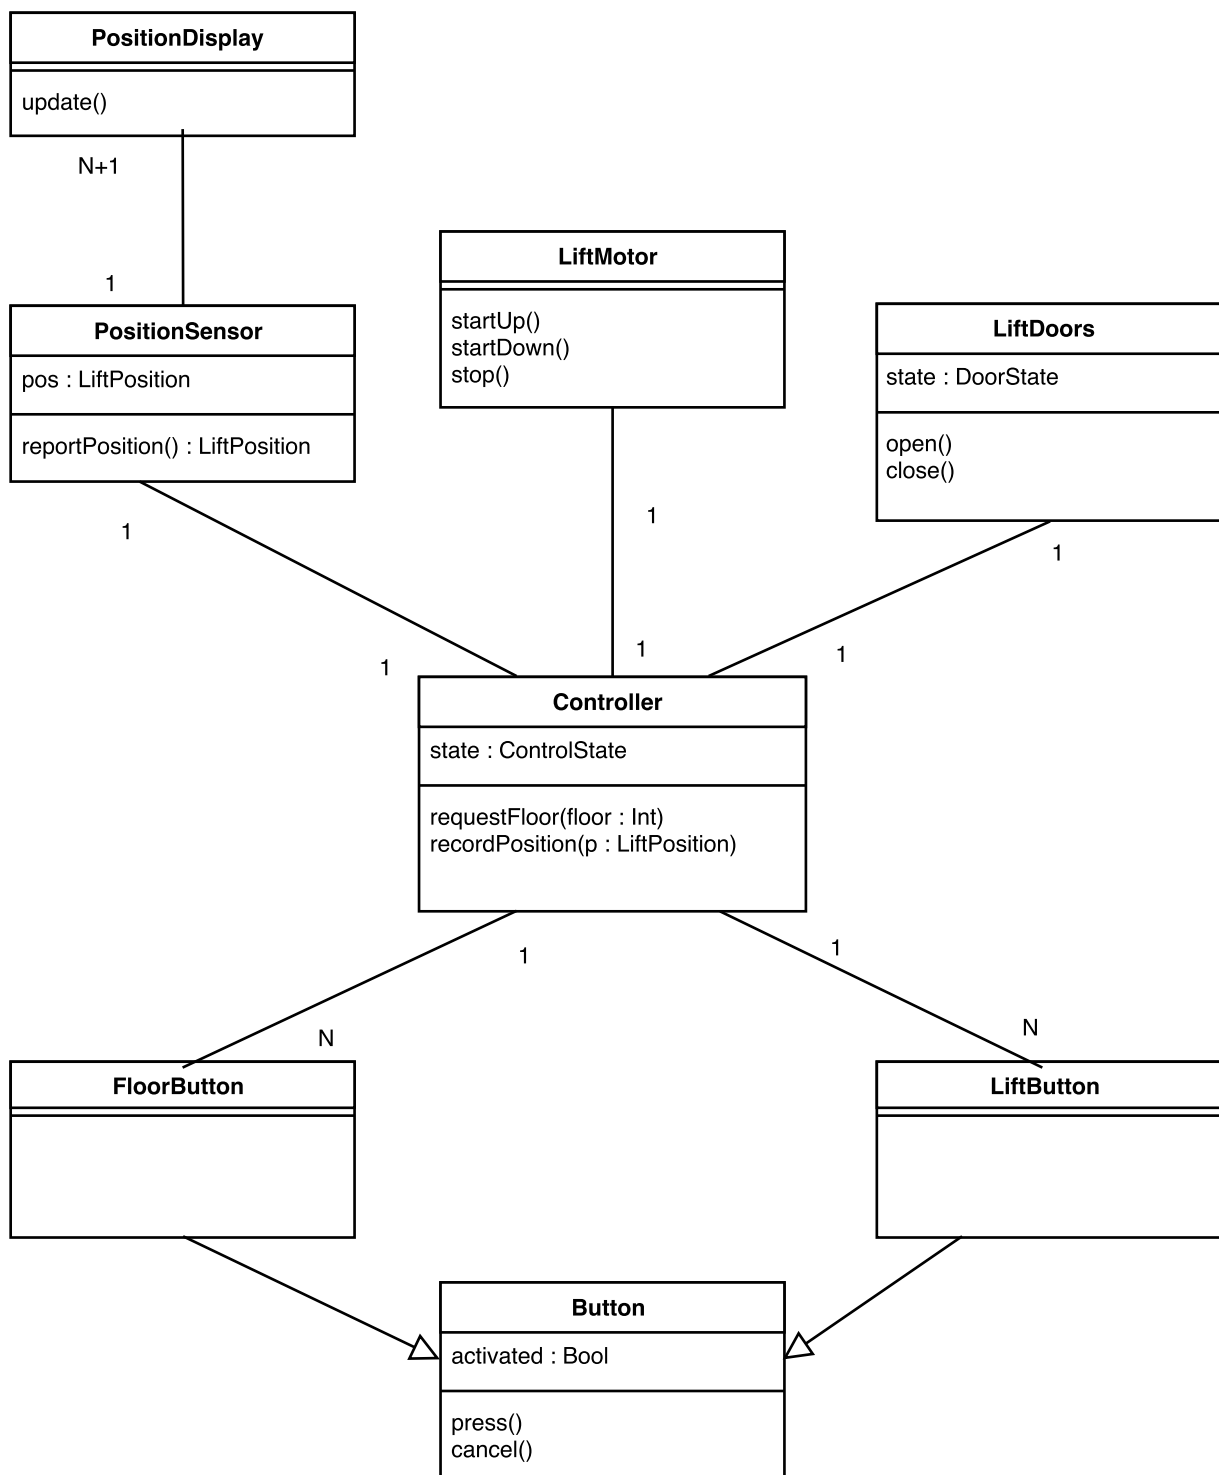 PositionDisplay
update()
N+1
1
PositionSensor
pos : LiftPosition
reportPosition() : LiftPosition
1
1
LiftMotor
startUp()
startDown()
stop()
1
1
LiftDoors
state : DoorState
open()
close()
1
1
Controller
state : ControlState
requestFloor(floor : Int)
recordPosition(p : LiftPosition)
1
N
1
N
FloorButton
LiftButton
Button
activated : Bool
press()
cancel()